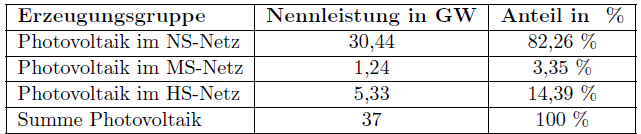 Erzeugungsgruppe Nennleistung in GW Anteil in %
Photovoltaik im NS-Netz 30,44 82,26 %
Photovoltaik im MS-Netz 1,24 3,35 %
Photovoltaik im HS-Netz 5,33 14,39 %
Summe Photovoltaik 37 100 %